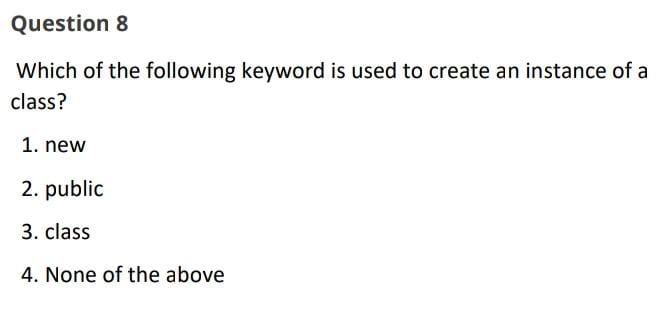 Question 8
Which of the following keyword is used to create an instance of a
class?
1. new
2. public
3. class
4. None of the above